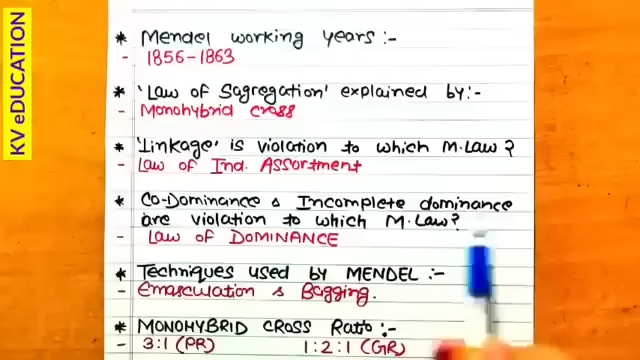 KV eDUCATION
* Mendel working years :-
- 1856-1863
* 'Law of Sagregation' explained by:-
- Monohybrid cross
* 'Linkage' is violation to which M.Law?
- Law of Ind. Assortment
* Co-Dominance & Incomplete dominance
are violation to which M.Law?
- Law of DOMINANCE
* Techniques used by MENDEL :-
- Emasculation & Bagging.
* MONOHYBRID CROSS Ratio :-
- 3:1 (PR) 1:2:1 (GR)